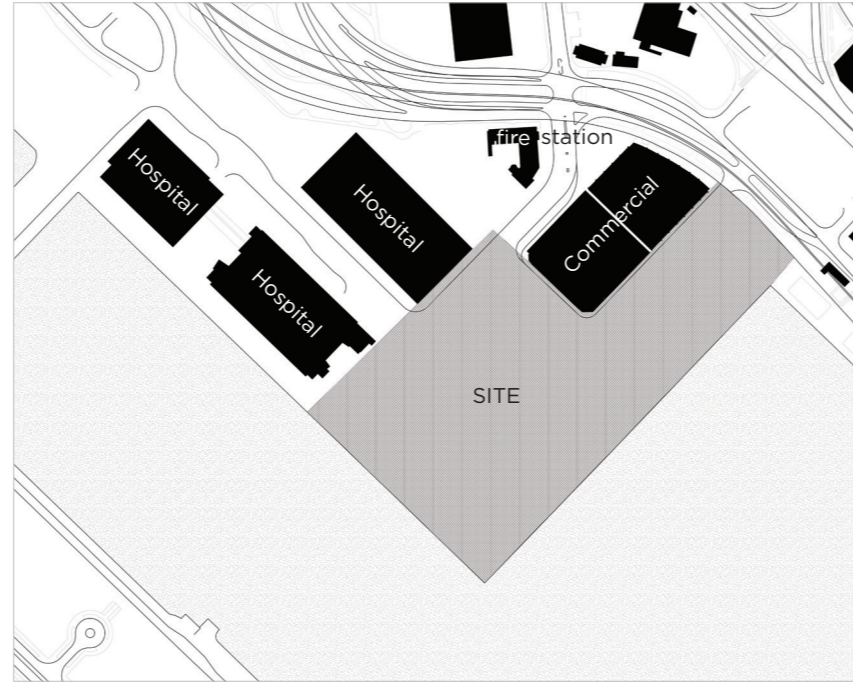 fire station
Hospital
Hospital
Commercial
Hospital
SITE